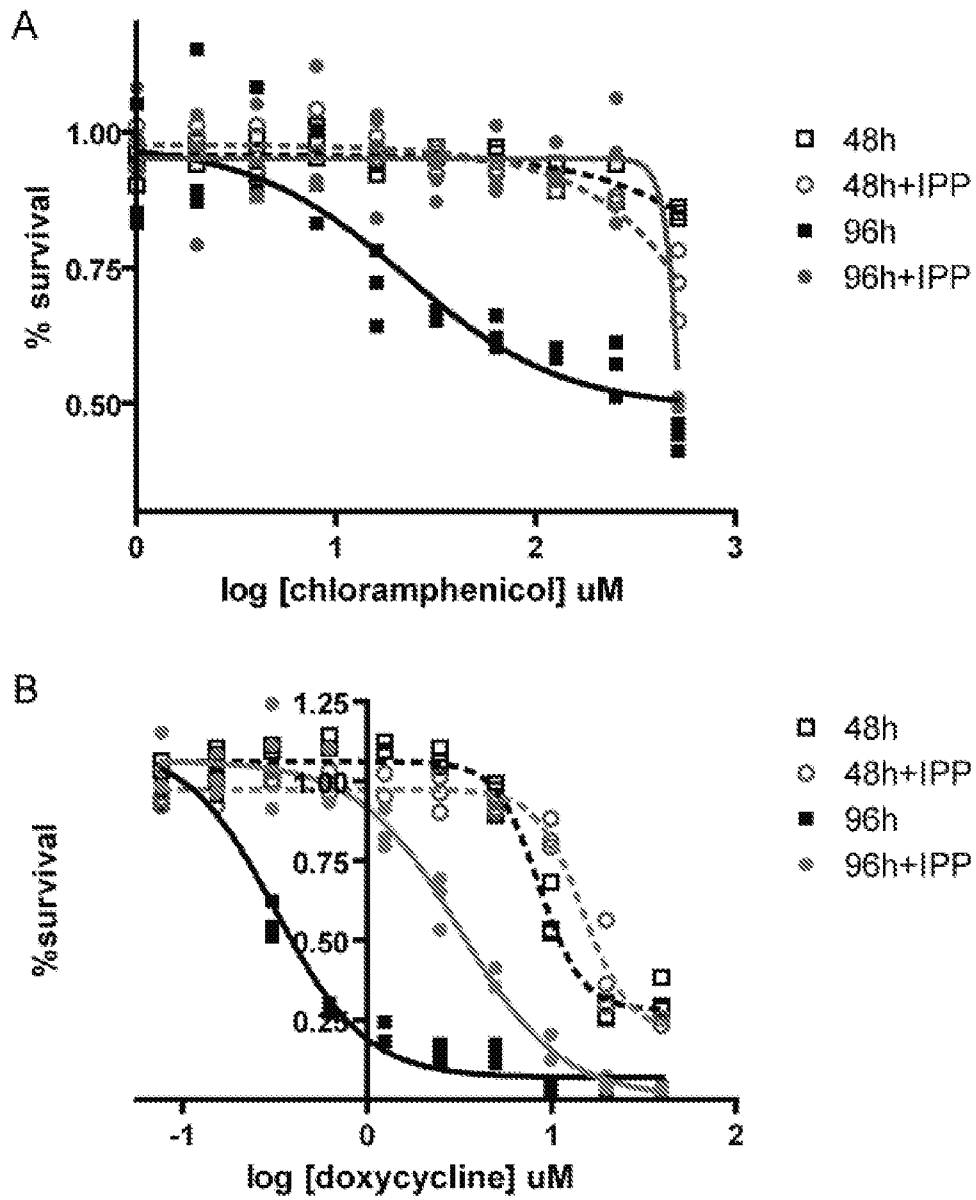 A
1.00
0.75
0.50
% survival
0
1
2
3
log [chloramphenicol] uM
48h
48h+IPP
96h
96h+IPP
B
1.25
1.00
0.75
0.50
0.25
%survival
-1
0
1
2
log [doxycycline] uM
48h
48h+IPP
96h
96h+IPP